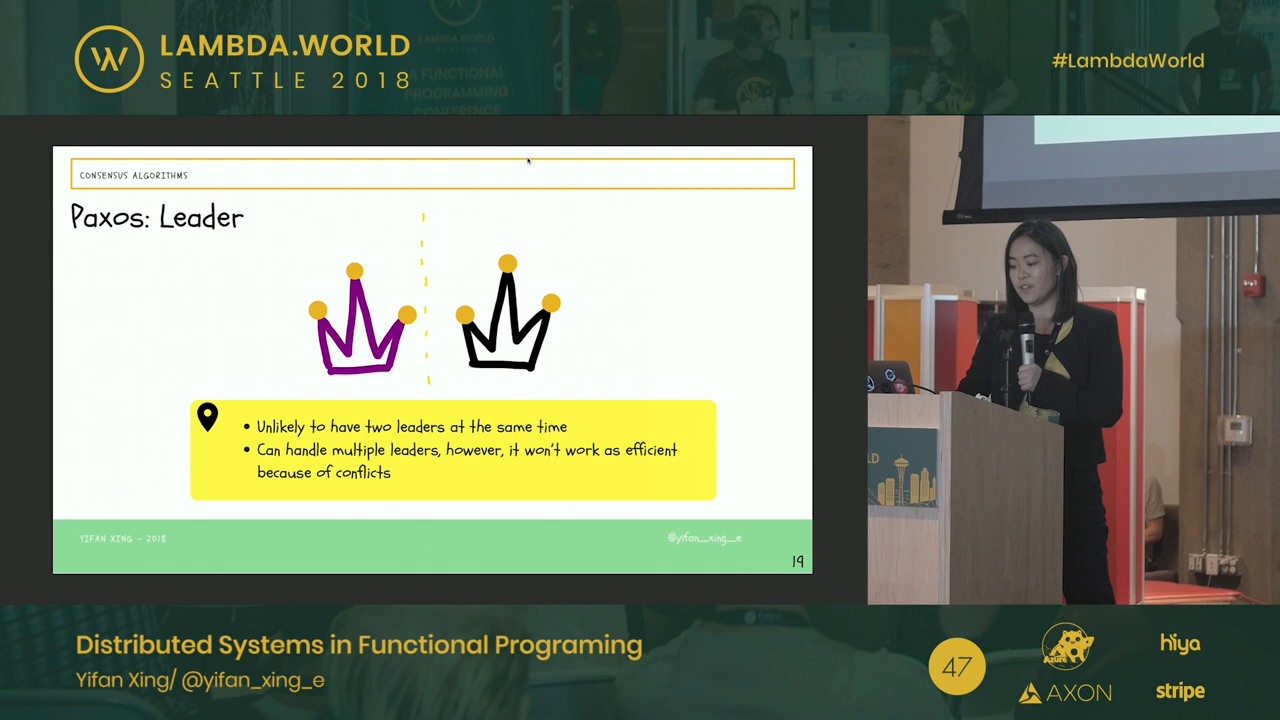 LAMBDA.WORLD
SEATTLE 2018
#LambdaWorld
CONSENSUS ALGORITHMS
Paxos: Leader
• Unlikely to have two leaders at the same time
• Can handle multiple leaders, however, it won't work as efficient
because of conflicts
YIFAN XING - 2018
@yifan_xing_e
19
Distributed Systems in Functional Programing
Yifan Xing/ @yifan_xing_e
47
Azure
hiya
AXON
stripe